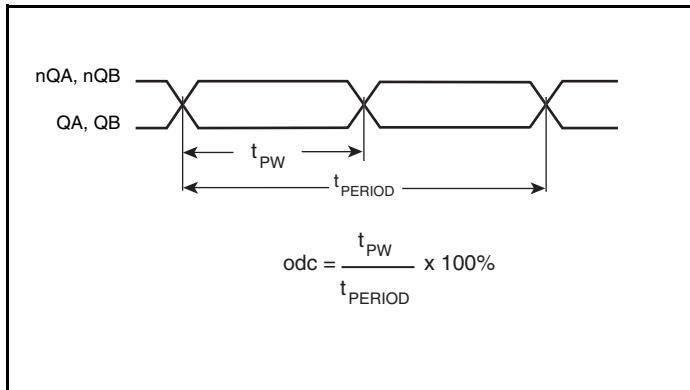 nQA, nQB
QA, QB
tPW
tPERIOD
odc = tPW / tPERIOD x 100%